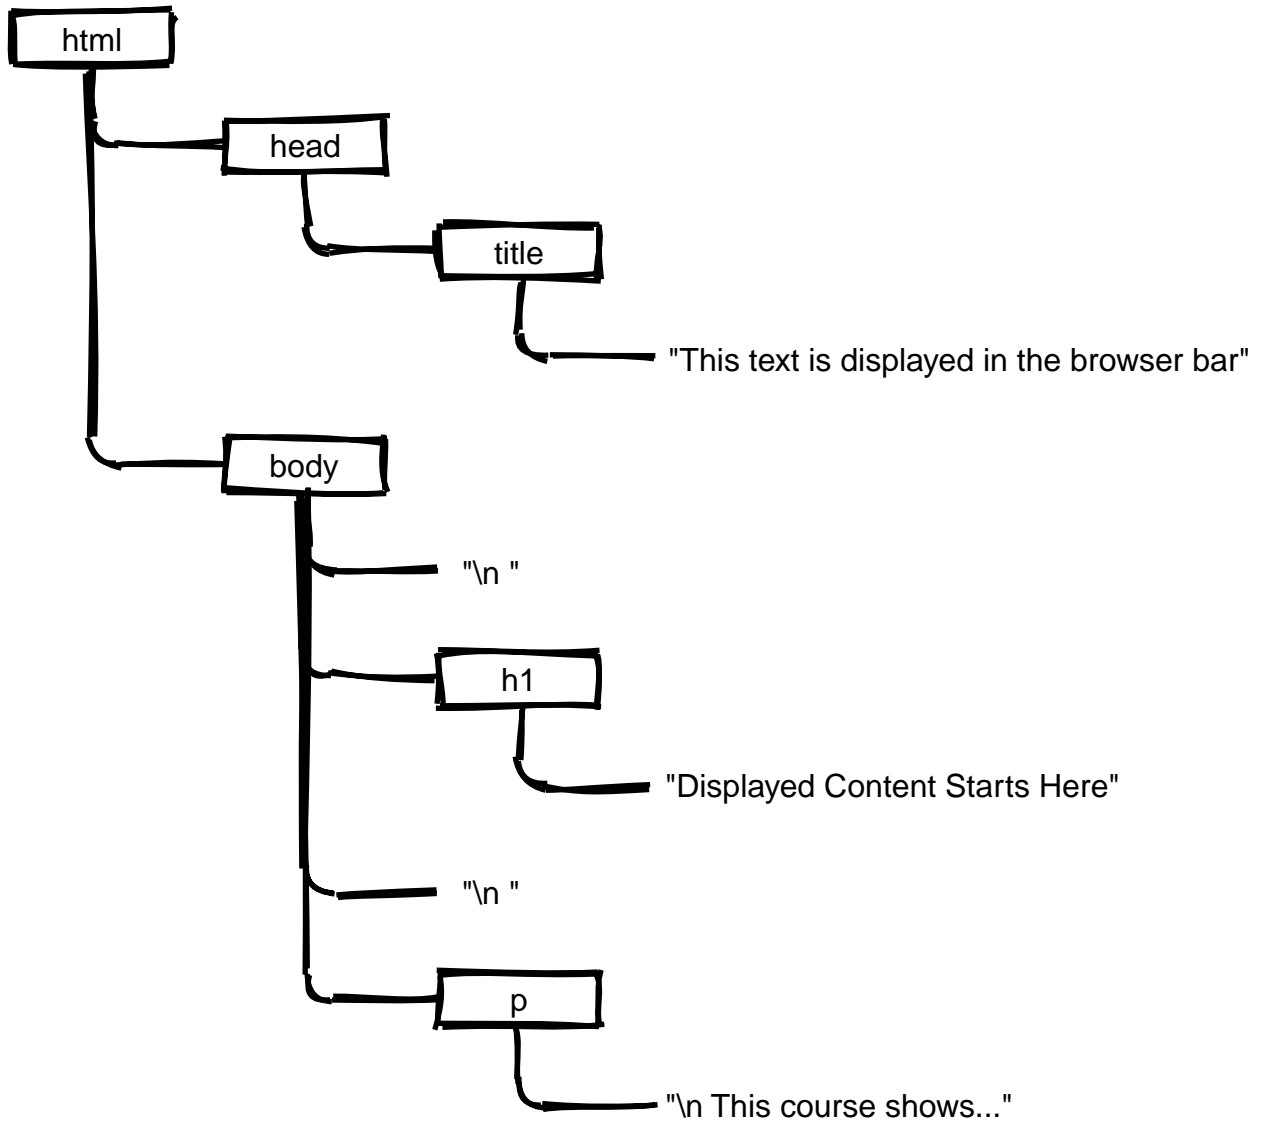 html
head
title
"This text is displayed in the browser bar"
body
"\n "
h1
"Displayed Content Starts Here"
"\n "
p
"\n This course shows..."